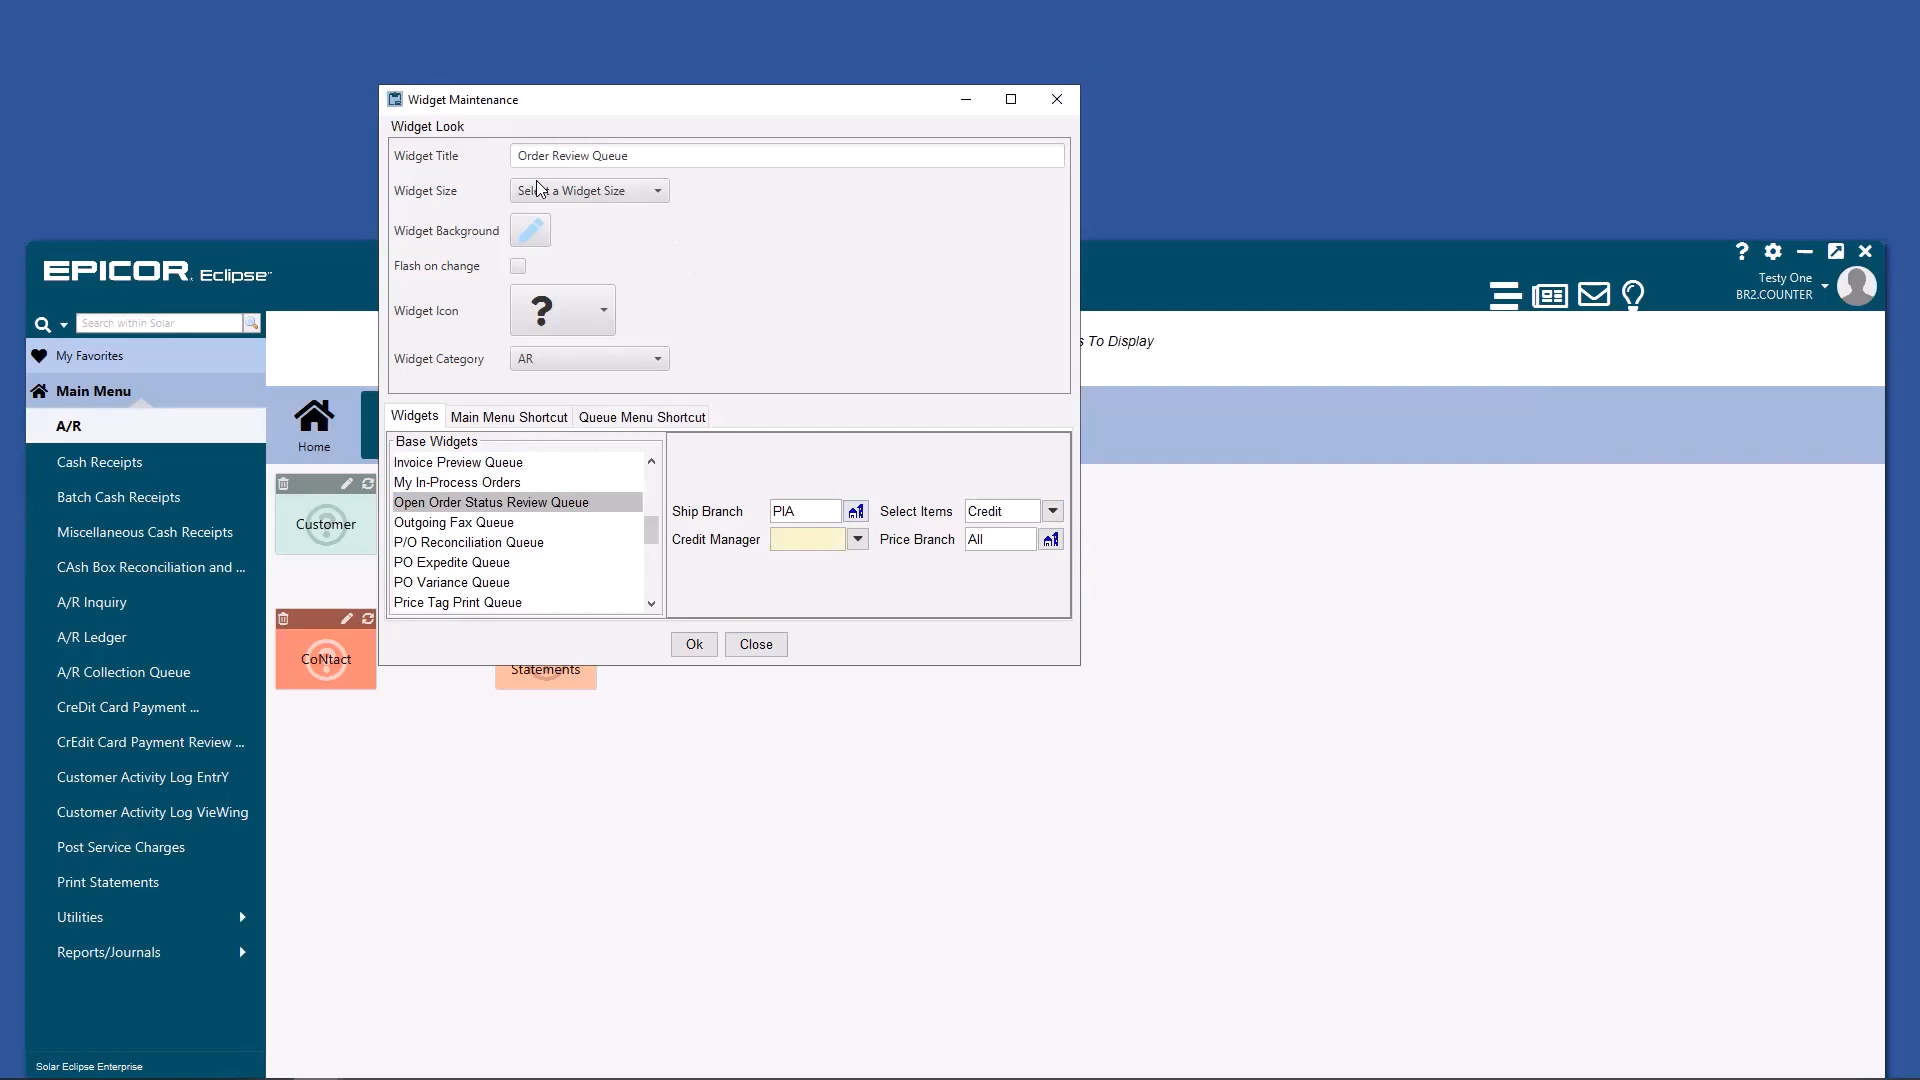 Widget Maintenance
Widget Look
Widget Title Order Review Queue
Widget Size Select a Widget Size
Widget Background
Flash on change
Widget Icon ?
Widget Category AR
Widgets Main Menu Shortcut Queue Menu Shortcut
Base Widgets
Invoice Preview Queue
My In-Process Orders
Open Order Status Review Queue
Outgoing Fax Queue
P/O Reconciliation Queue
PO Expedite Queue
PO Variance Queue
Price Tag Print Queue
Ship Branch PIA Select Items Credit
Credit Manager Price Branch All
Ok Close
EPICOR Eclipse
?
Testy One
BR2.COUNTER
Search within Solar
My Favorites
Main Menu
A/R
Cash Receipts
Batch Cash Receipts
Miscellaneous Cash Receipts
CAsh Box Reconciliation and ...
A/R Inquiry
A/R Ledger
A/R Collection Queue
CreDit Card Payment ...
CrEdit Card Payment Review ...
Customer Activity Log EntrY
Customer Activity Log VieWing
Post Service Charges
Print Statements
Utilities
Reports/Journals
Solar Eclipse Enterprise
s To Display
Home
Customer
CoNtact
Statements